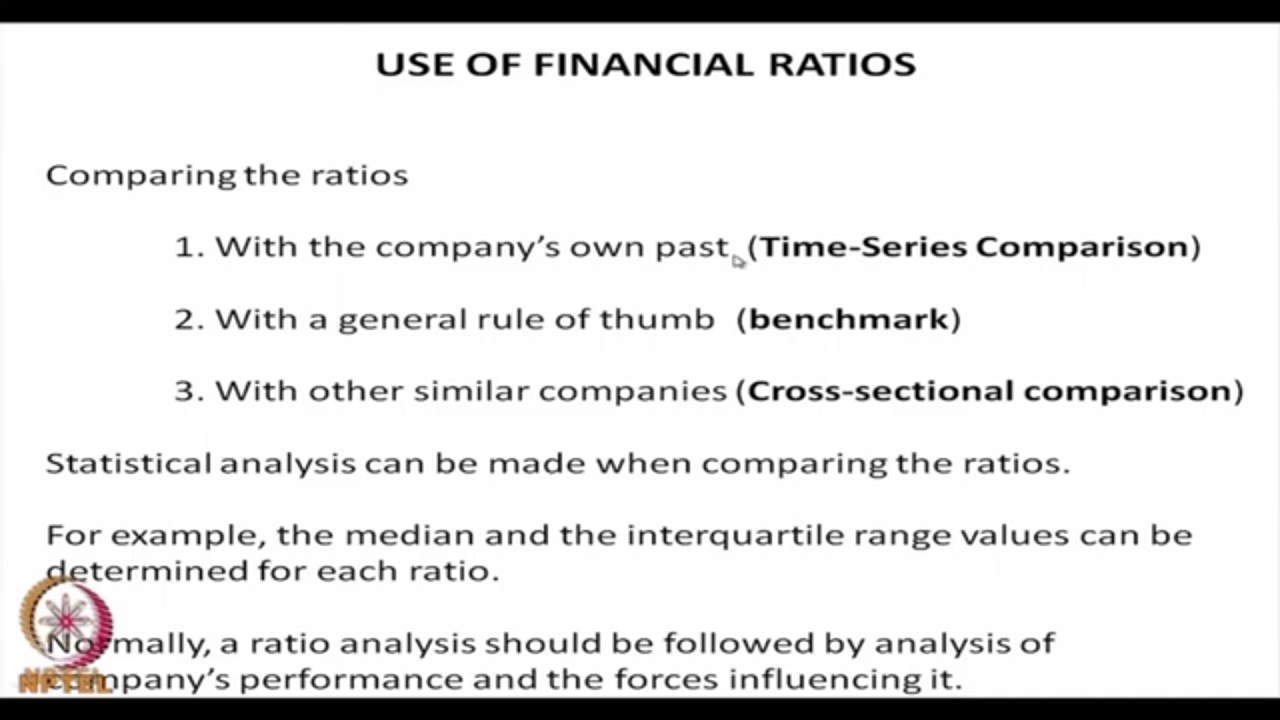 USE OF FINANCIAL RATIOS
Comparing the ratios
1. With the company’s own past (Time-Series Comparison)
2. With a general rule of thumb (benchmark)
3. With other similar companies (Cross-sectional comparison)
Statistical analysis can be made when comparing the ratios.
For example, the median and the interquartile range values can be
determined for each ratio.
Normally, a ratio analysis should be followed by analysis of
company’s performance and the forces influencing it.
NPTEL